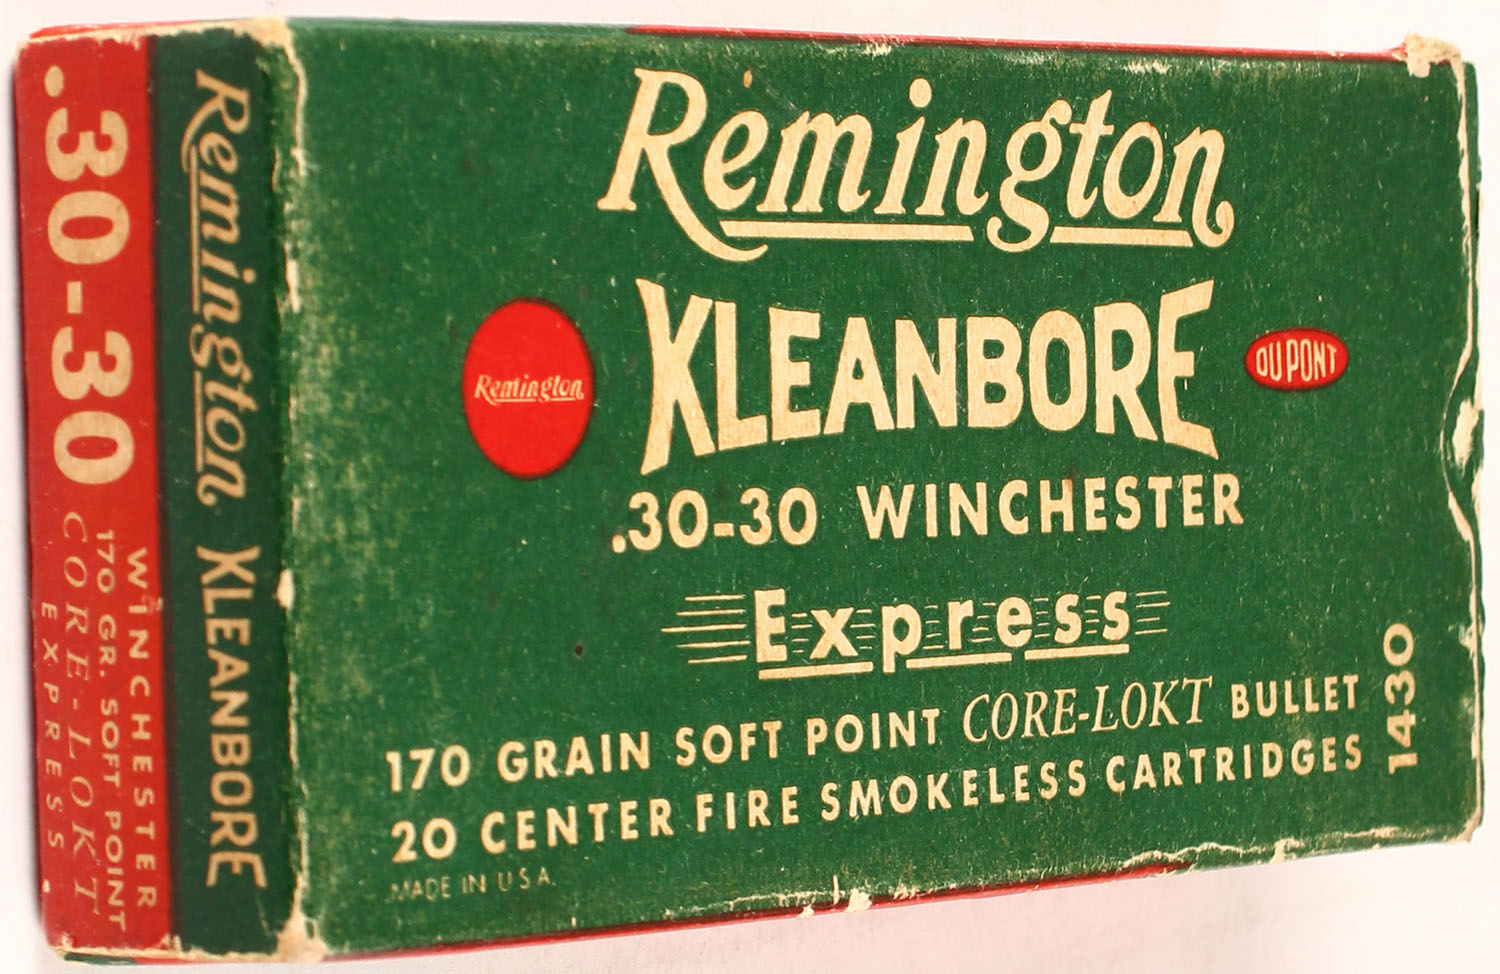 Remington
KLEANBORE
Remington
DU PONT
.30-30 WINCHESTER
Express
170 GRAIN SOFT POINT CORE-LOKT BULLET
20 CENTER FIRE SMOKELESS CARTRIDGES
MADE IN U S A
1430
Remington KLEANBORE
.30-30
WINCHESTER
170 GR. SOFT POINT
CORE-LOKT
EXPRESS